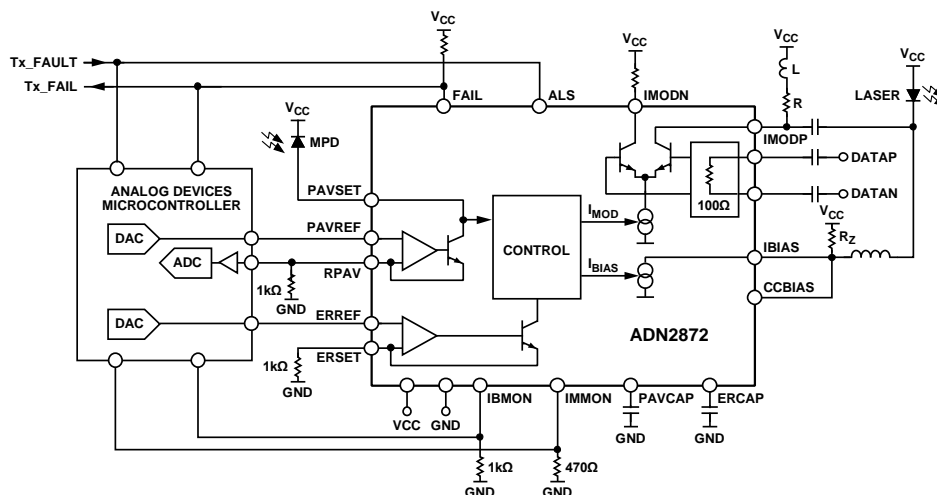 VCC
Tx_FAULT
Tx_FAIL
FAIL
ALS
VCC
IMODN
VCC
L
R
VCC
LASER
IMODP
VCC
MPD
DATAP
DATAN
100Ω
ANALOG DEVICES
MICROCONTROLLER
PAVSET
DAC
PAVREF
ADC
RPAV
1kΩ
GND
CONTROL
IMOD
IBIAS
VCC
RZ
IBIAS
CCBIAS
DAC
ERREF
ERSET
1kΩ
GND
ADN2872
VCC
GND
IBMON
IMMON
PAVCAP
ERCAP
GND
GND
1kΩ
GND
470Ω
GND